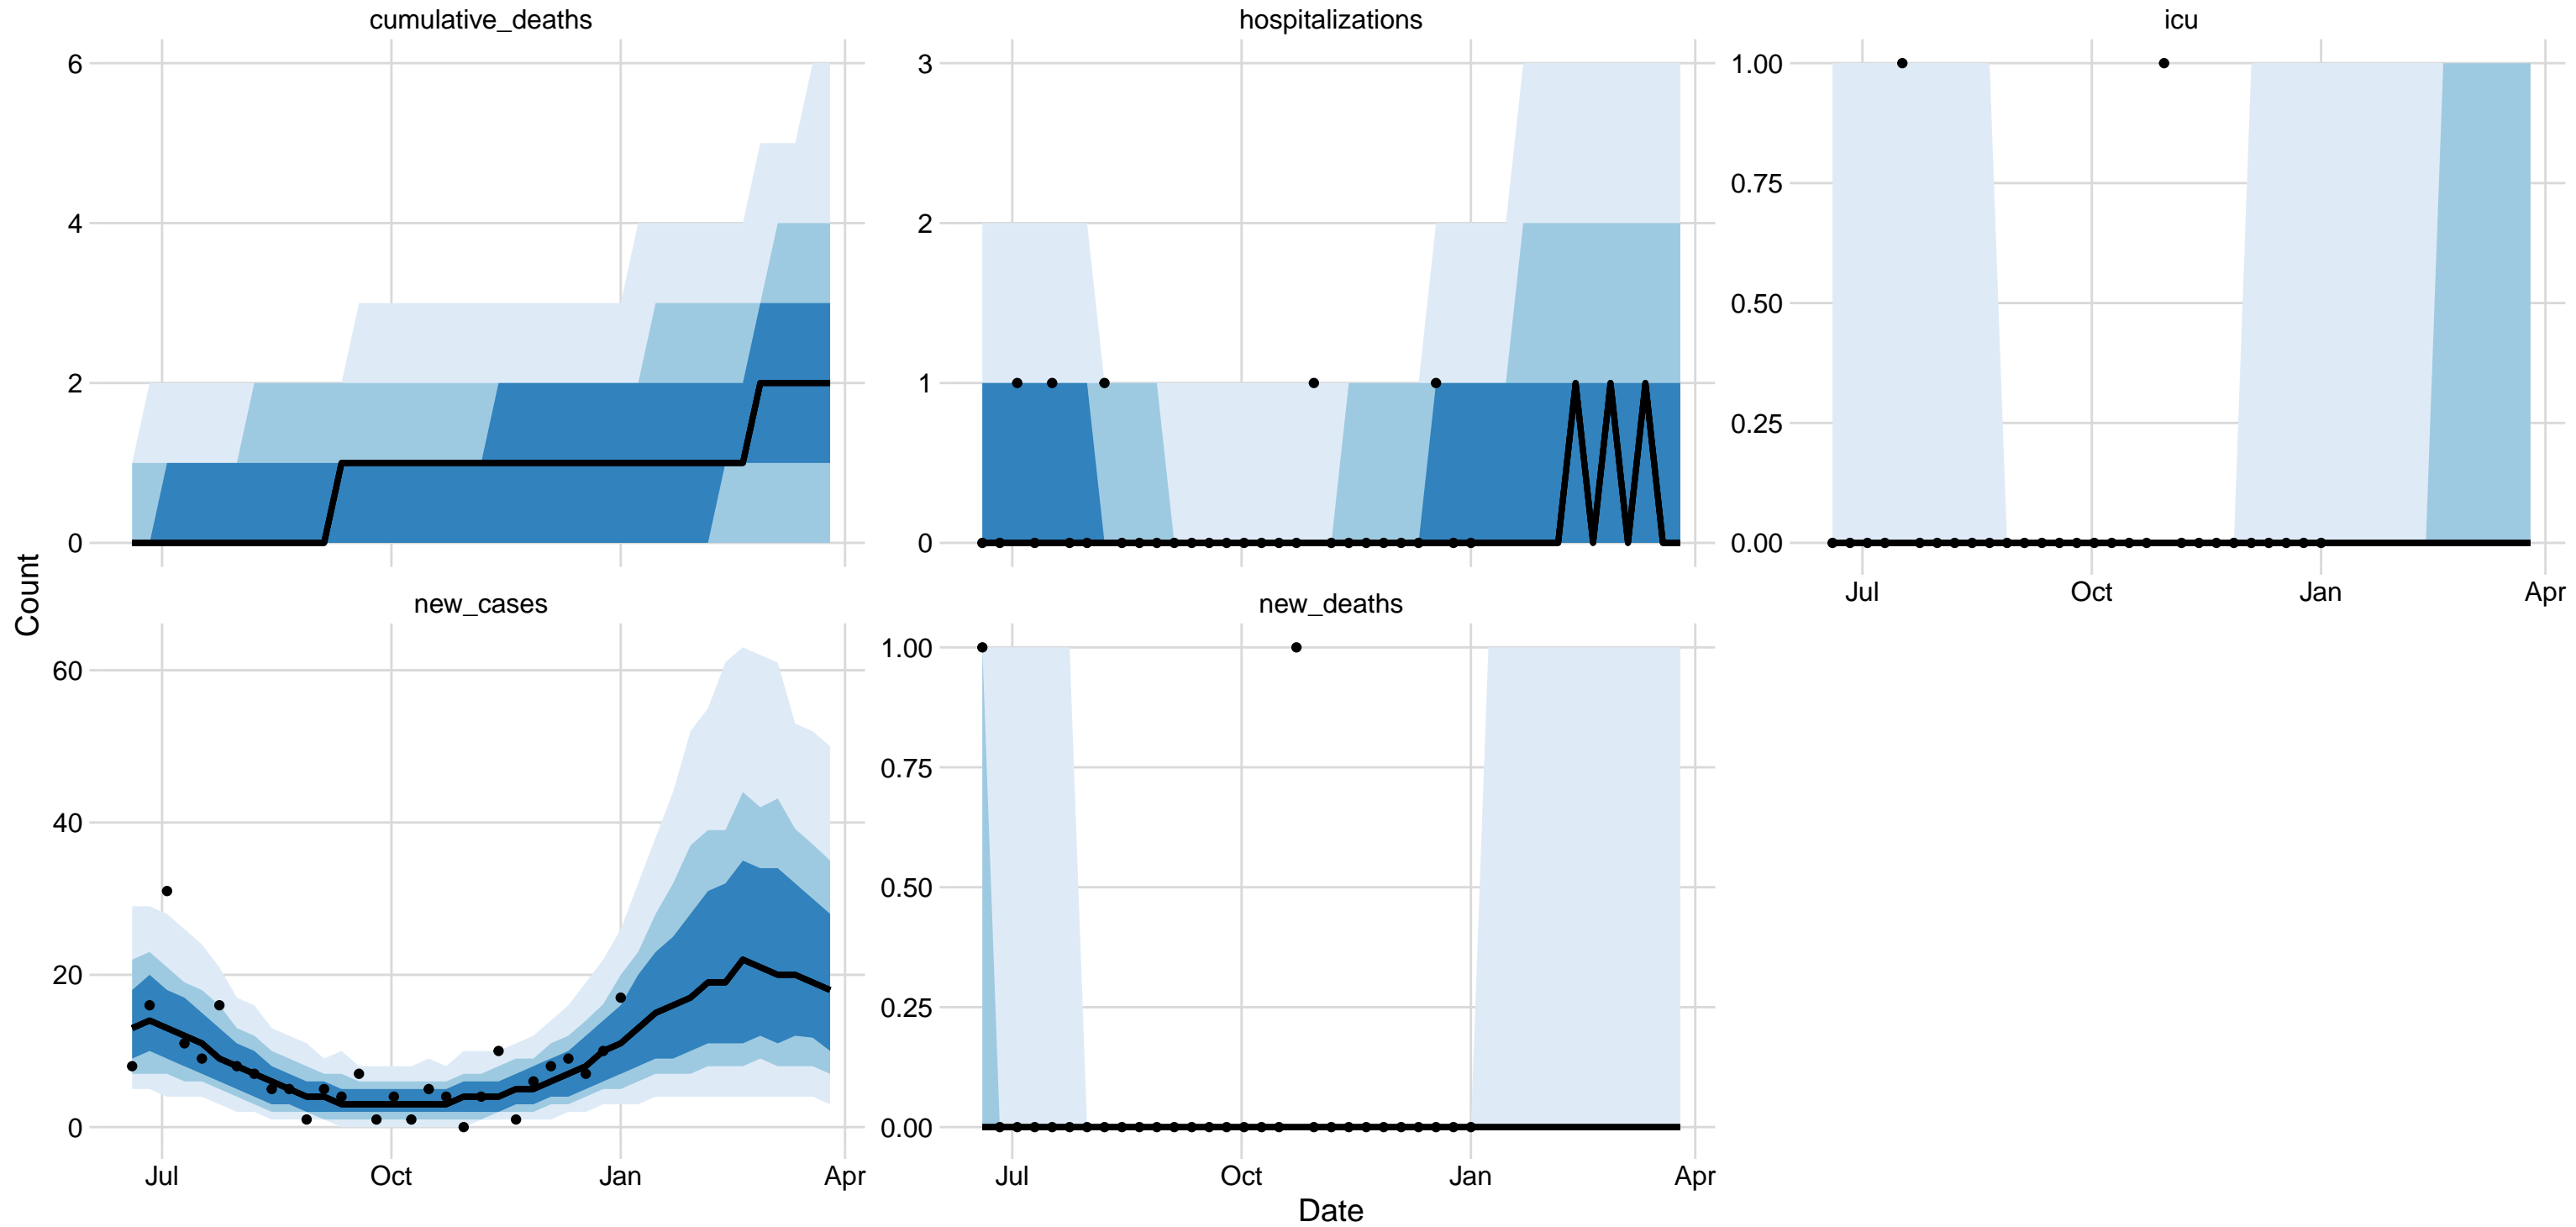 cumulative_deaths
hospitalizations
icu
6
4
2
0
3
2
1
0
1.00
0.75
0.50
0.25
0.00
Jul
Oct
Jan
Apr
Count
new_cases
new_deaths
60
40
20
0
1.00
0.75
0.50
0.25
0.00
Jul
Oct
Jan
Apr
Jul
Oct
Jan
Apr
Date